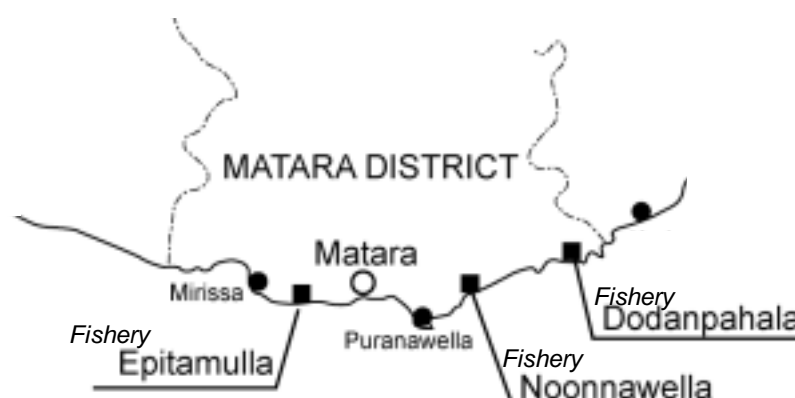 MATARA DISTRICT
Matara
Mirissa
Puranawella
Fishery
Epitamulla
Fishery
Noonnawella
Fishery
Dodanpahala